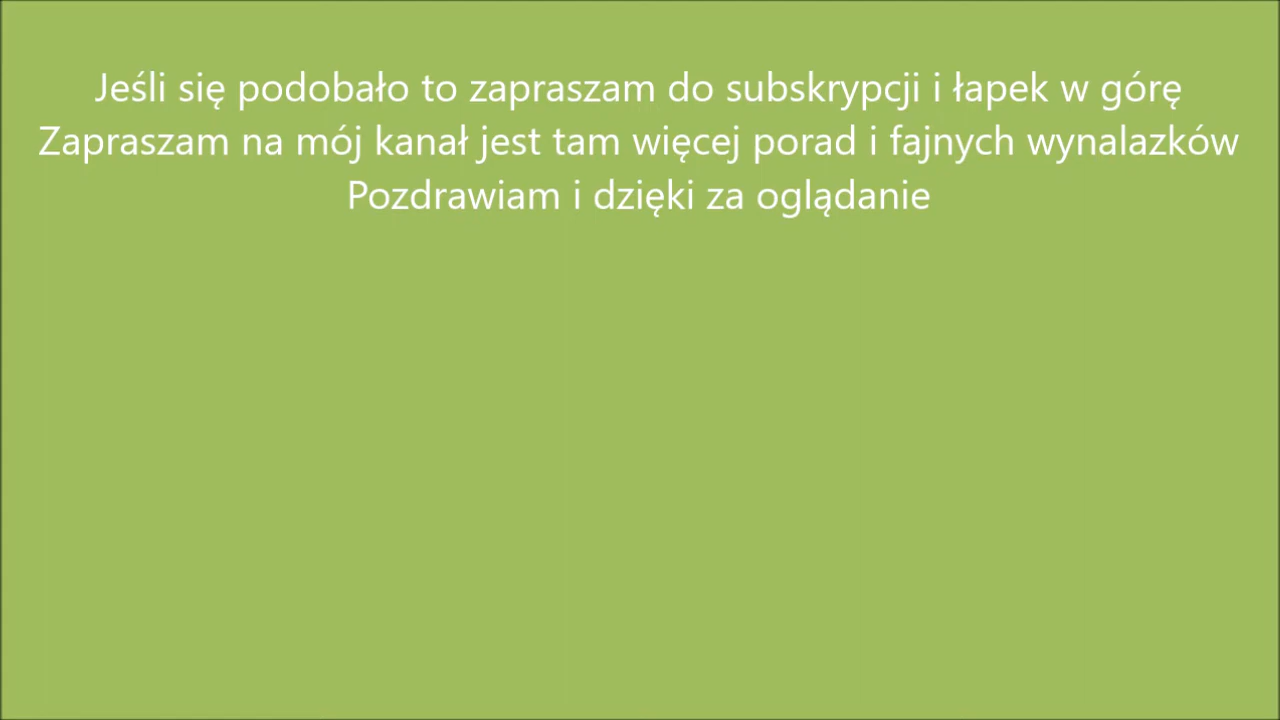 Jeśli się podobało to zapraszam do subskrypcji i łapek w górę
Zapraszam na mój kanał jest tam więcej porad i fajnych wynalazków
Pozdrawiam i dzięki za oglądanie